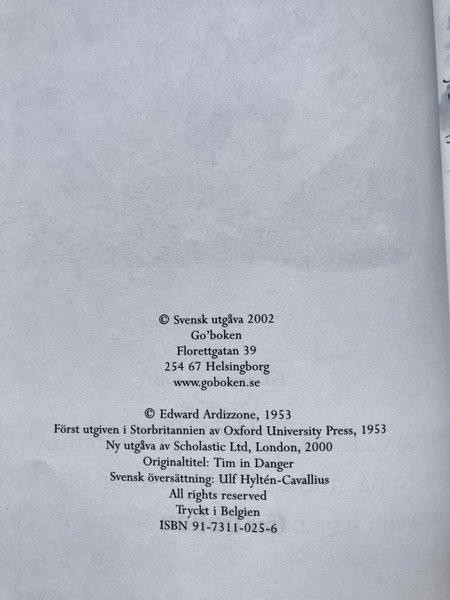 © Svensk utgåva 2002
Go'boken
Florettgatan 39
254 67 Helsingborg
www.goboken.se
© Edward Ardizzone, 1953
Först utgiven i Storbritannien av Oxford University Press, 1953
Ny utgåva av Scholastic Ltd, London, 2000
Originaltitel: Tim in Danger
Svensk översättning: Ulf Hyltén-Cavallius
All rights reserved
Tryckt i Belgien
ISBN 91-7311-025-6